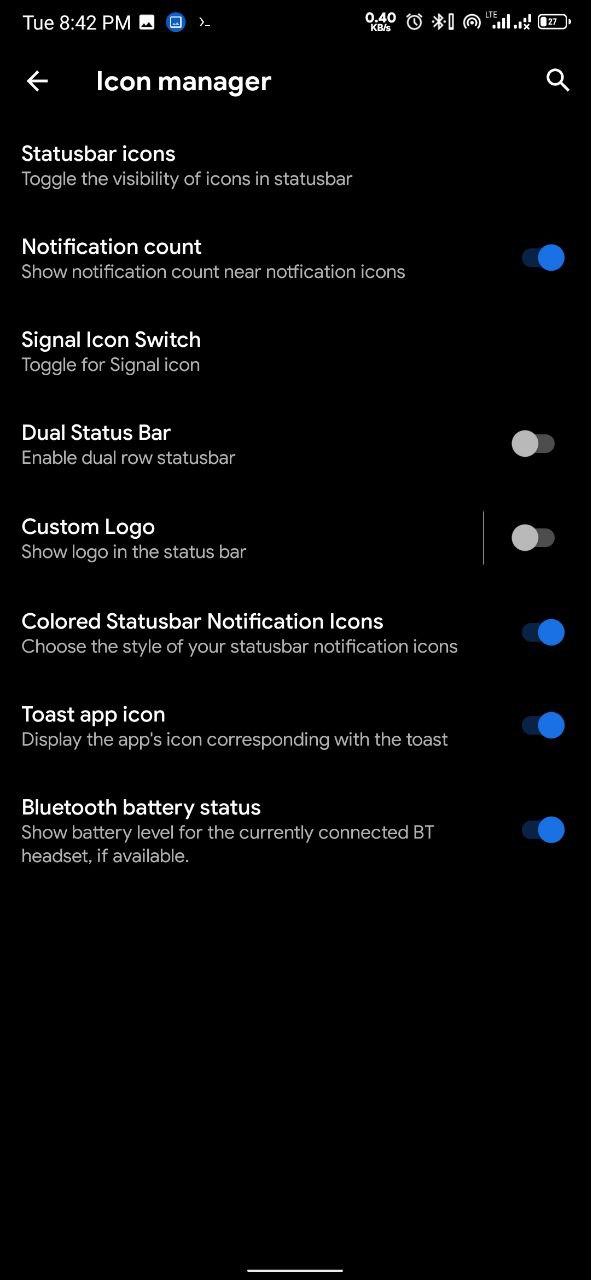 Tue 8:42 PM 0.40 LTE 27
KB/s
Icon manager
Statusbar icons
Toggle the visibility of icons in statusbar
Notification count
Show notification count near notfication icons
Signal Icon Switch
Toggle for Signal icon
Dual Status Bar
Enable dual row statusbar
Custom Logo
Show logo in the status bar
Colored Statusbar Notification Icons
Choose the style of your statusbar notification icons
Toast app icon
Display the app's icon corresponding with the toast
Bluetooth battery status
Show battery level for the currently connected BT
headset, if available.